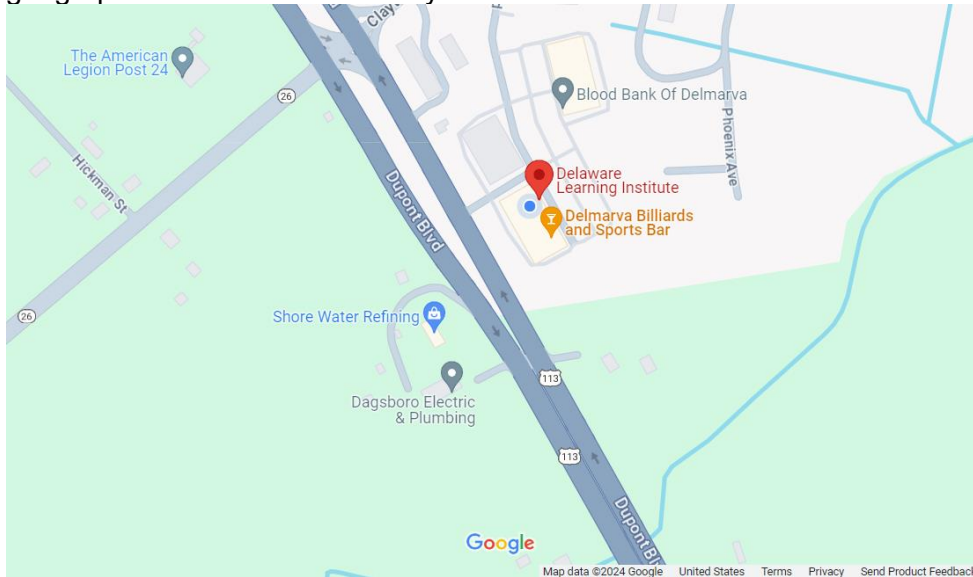 Clay
The American
Legion Post 24
26
Blood Bank Of Delmarva
Phoenix Ave
Hickman St
Delaware
Learning Institute
Dupont Blvd
Delmarva Billiards
and Sports Bar
26
Shore Water Refining
113
Dagsboro Electric
& Plumbing
113
Dupont Bl
Google
Map data ©2024 Google United States Terms Privacy Send Product Feedback